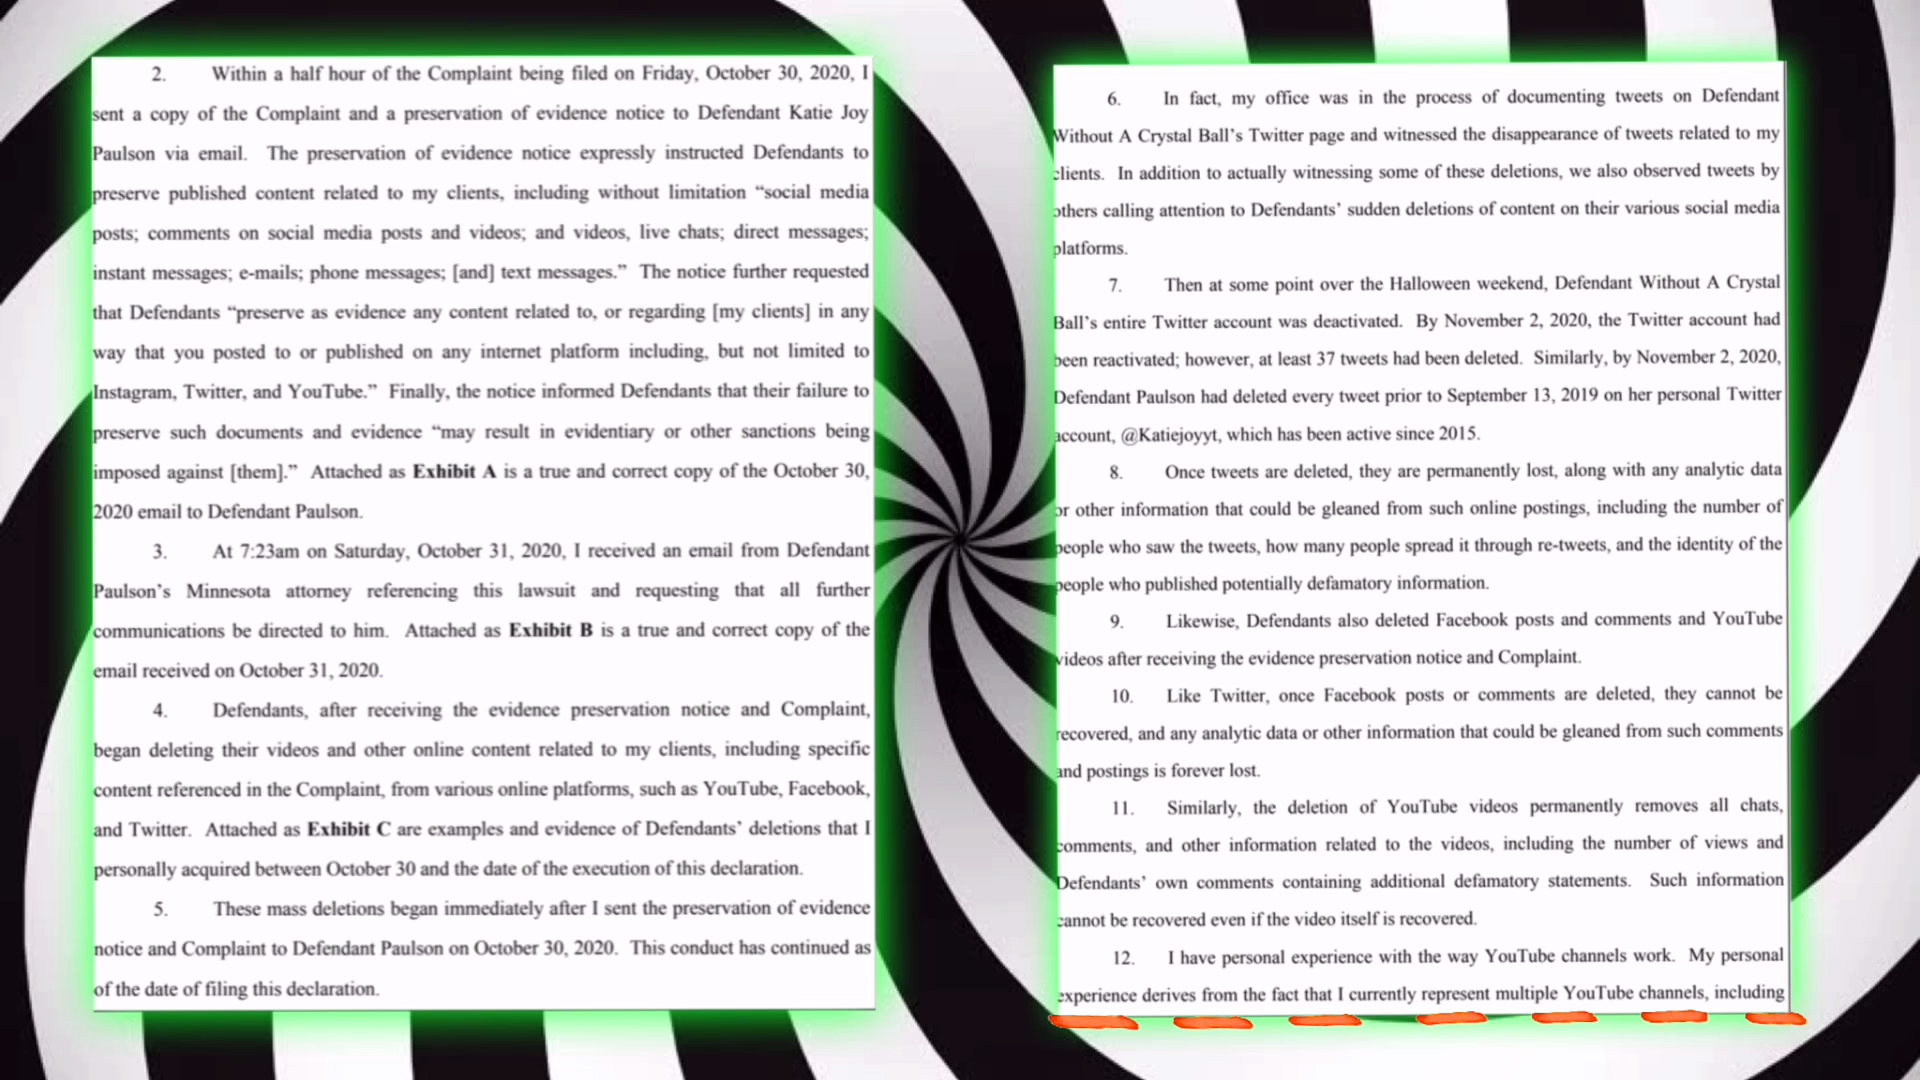 2. Within a half hour of the Complaint being filed on Friday, October 30, 2020, I
sent a copy of the Complaint and a preservation of evidence notice to Defendant Katie Joy
Paulson via email. The preservation of evidence notice expressly instructed Defendants to
preserve published content related to my clients, including without limitation “social media
posts; comments on social media posts and videos; and videos, live chats; direct messages;
instant messages; e-mails; phone messages; [and] text messages.” The notice further requested
that Defendants “preserve as evidence any content related to, or regarding [my clients] in any
way that you posted to or published on any internet platform including, but not limited to
Instagram, Twitter, and YouTube.” Finally, the notice informed Defendants that their failure to
preserve such documents and evidence “may result in evidentiary or other sanctions being
imposed against [them].” Attached as Exhibit A is a true and correct copy of the October 30,
2020 email to Defendant Paulson.
3. At 7:23am on Saturday, October 31, 2020, I received an email from Defendant
Paulson’s Minnesota attorney referencing this lawsuit and requesting that all further
communications be directed to him. Attached as Exhibit B is a true and correct copy of the
email received on October 31, 2020.
4. Defendants, after receiving the evidence preservation notice and Complaint,
began deleting their videos and other online content related to my clients, including specific
content referenced in the Complaint, from various online platforms, such as YouTube, Facebook,
and Twitter. Attached as Exhibit C are examples and evidence of Defendants’ deletions that I
personally acquired between October 30 and the date of the execution of this declaration.
5. These mass deletions began immediately after I sent the preservation of evidence
notice and Complaint to Defendant Paulson on October 30, 2020. This conduct has continued as
of the date of filing this declaration.
6. In fact, my office was in the process of documenting tweets on Defendant
Without A Crystal Ball’s Twitter page and witnessed the disappearance of tweets related to my
clients. In addition to actually witnessing some of these deletions, we also observed tweets by
others calling attention to Defendants’ sudden deletions of content on their various social media
platforms.
7. Then at some point over the Halloween weekend, Defendant Without A Crystal
Ball’s entire Twitter account was deactivated. By November 2, 2020, the Twitter account had
been reactivated; however, at least 37 tweets had been deleted. Similarly, by November 2, 2020,
Defendant Paulson had deleted every tweet prior to September 13, 2019 on her personal Twitter
account, @Katiejoyyt, which has been active since 2015.
8. Once tweets are deleted, they are permanently lost, along with any analytic data
or other information that could be gleaned from such online postings, including the number of
people who saw the tweets, how many people spread it through re-tweets, and the identity of the
people who published potentially defamatory information.
9. Likewise, Defendants also deleted Facebook posts and comments and YouTube
videos after receiving the evidence preservation notice and Complaint.
10. Like Twitter, once Facebook posts or comments are deleted, they cannot be
recovered, and any analytic data or other information that could be gleaned from such comments
and postings is forever lost.
11. Similarly, the deletion of YouTube videos permanently removes all chats,
comments, and other information related to the videos, including the number of views and
Defendants’ own comments containing additional defamatory statements. Such information
cannot be recovered even if the video itself is recovered.
12. I have personal experience with the way YouTube channels work. My personal
experience derives from the fact that I currently represent multiple YouTube channels, including